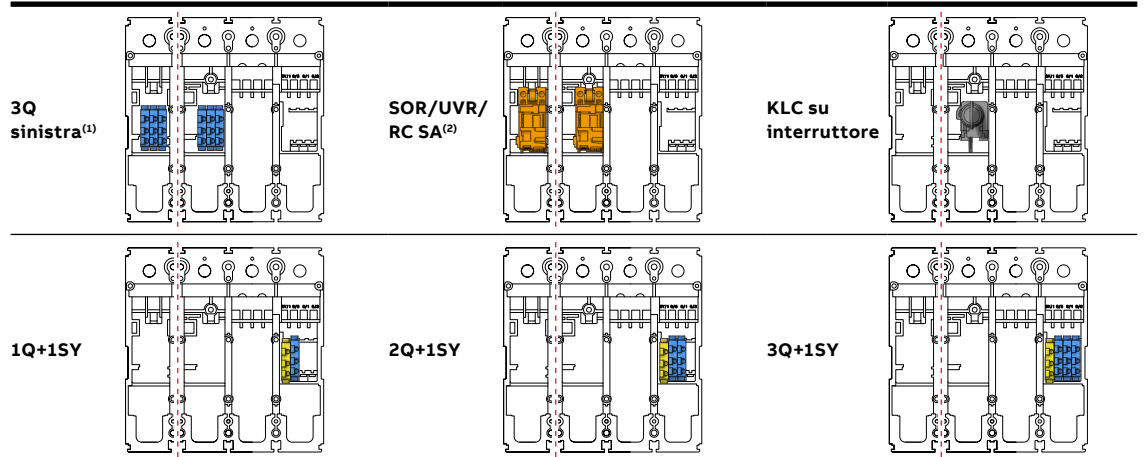 3Q
sinistra(1)
SOR/UVR/
RC SA(2)
KLC su
interruttore
1Q+1SY
2Q+1SY
3Q+1SY